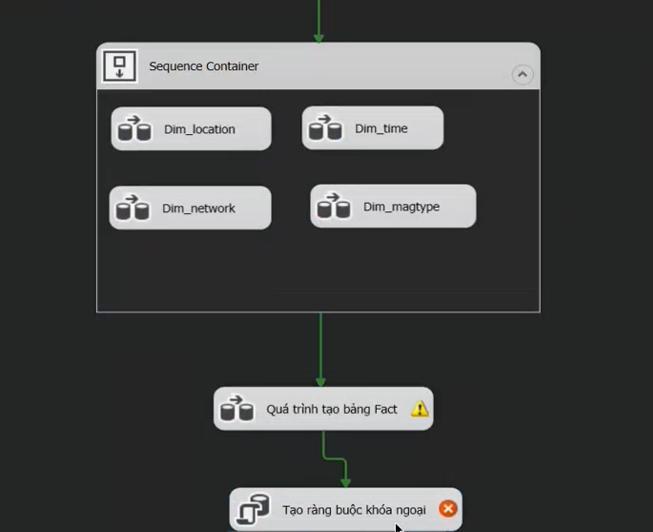 Sequence Container
Dim_location
Dim_time
Dim_network
Dim_magtype
Quá trình tạo bảng Fact
Tạo ràng buộc khóa ngoại